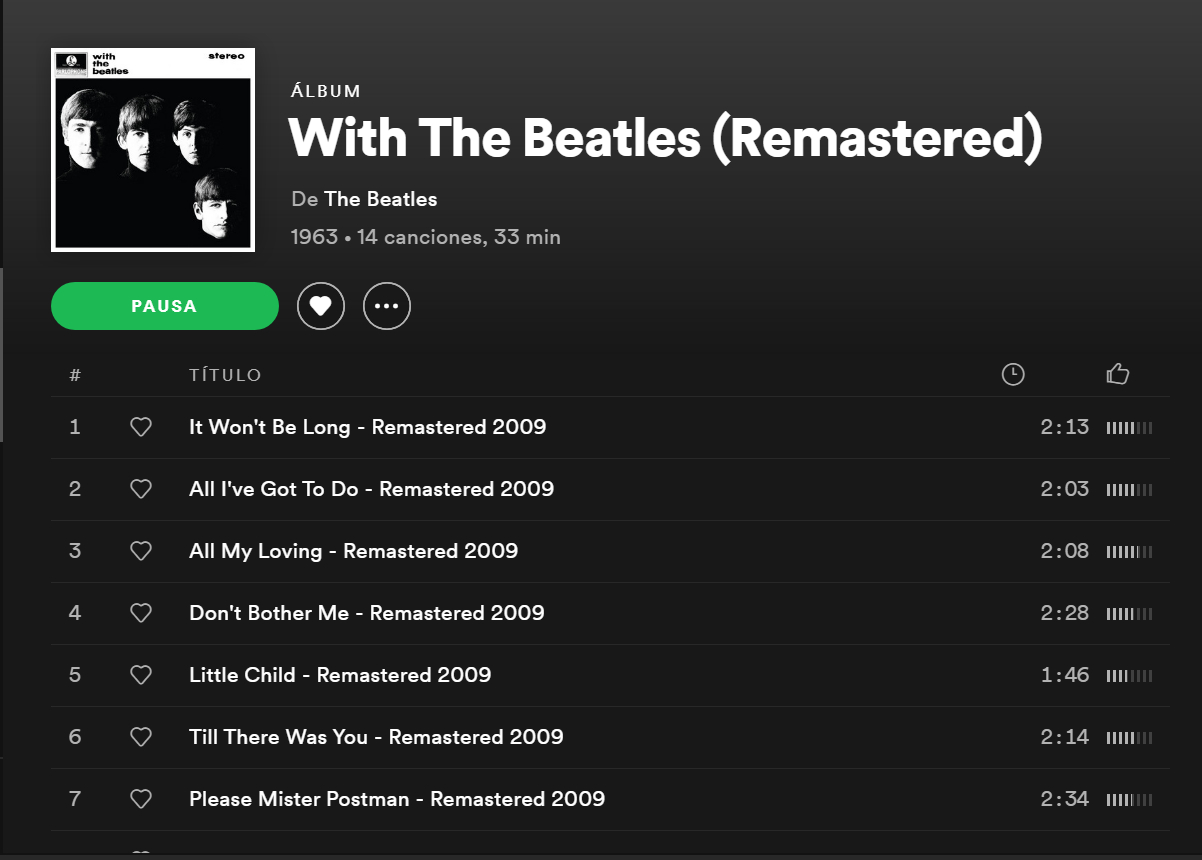 with
the
beatles
stereo
ÁLBUM
With The Beatles (Remastered)
De The Beatles
1963 • 14 canciones, 33 min
PAUSA
# TÍTULO
1 It Won't Be Long - Remastered 2009 2:13
2 All I've Got To Do - Remastered 2009 2:03
3 All My Loving - Remastered 2009 2:08
4 Don't Bother Me - Remastered 2009 2:28
5 Little Child - Remastered 2009 1:46
6 Till There Was You - Remastered 2009 2:14
7 Please Mister Postman - Remastered 2009 2:34